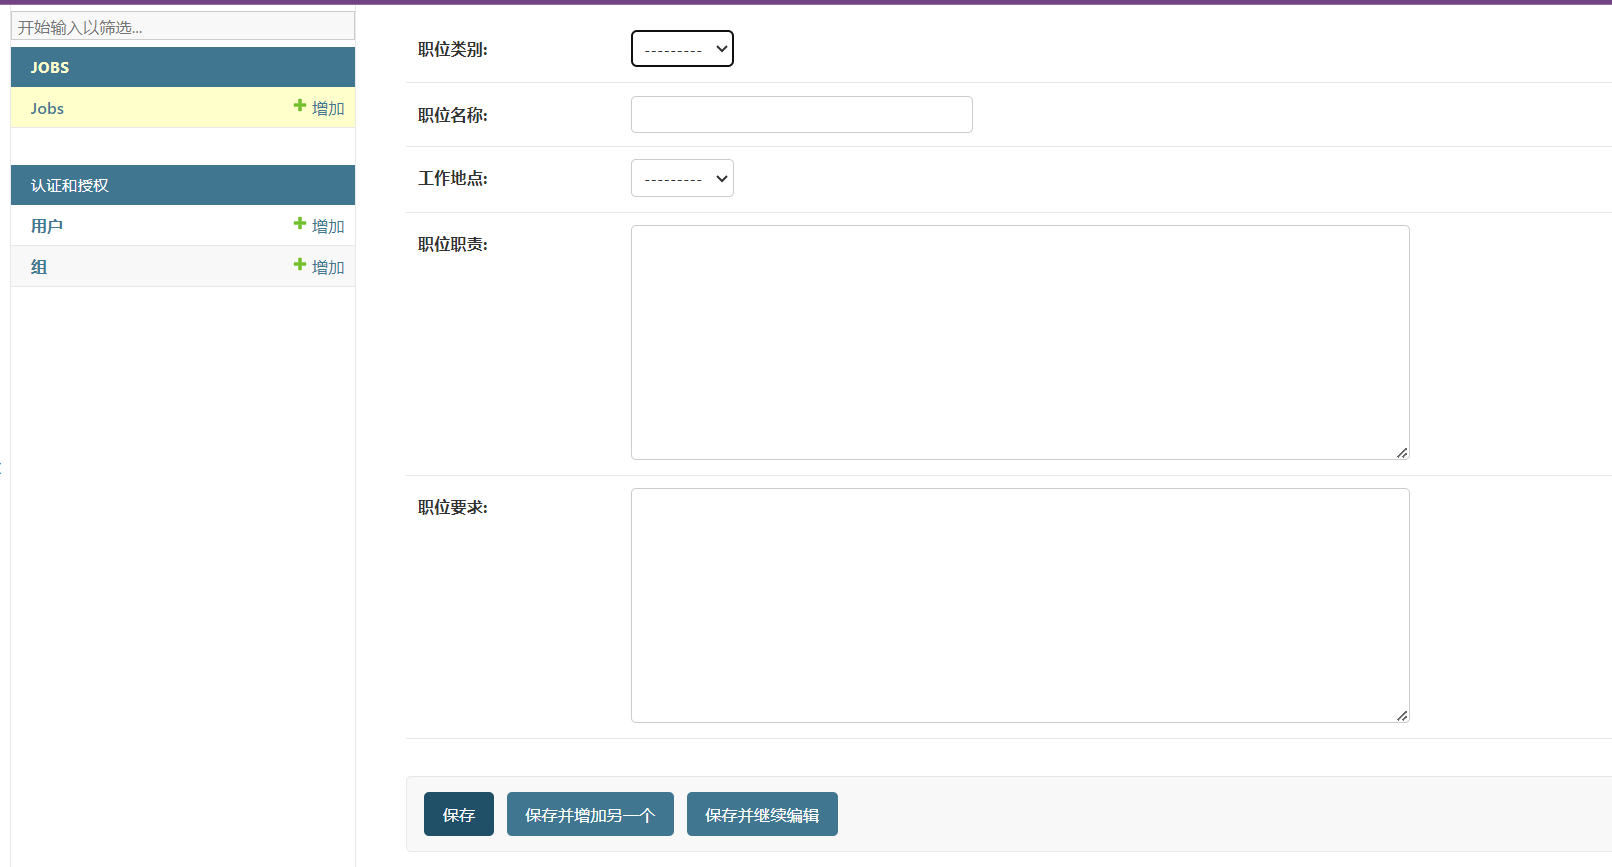 开始输入以筛选...
JOBS
Jobs
增加
认证和授权
用户
增加
组
增加
职位类别:
---------
职位名称:
工作地点:
---------
职位职责:
职位要求:
保存
保存并增加另一个
保存并继续编辑